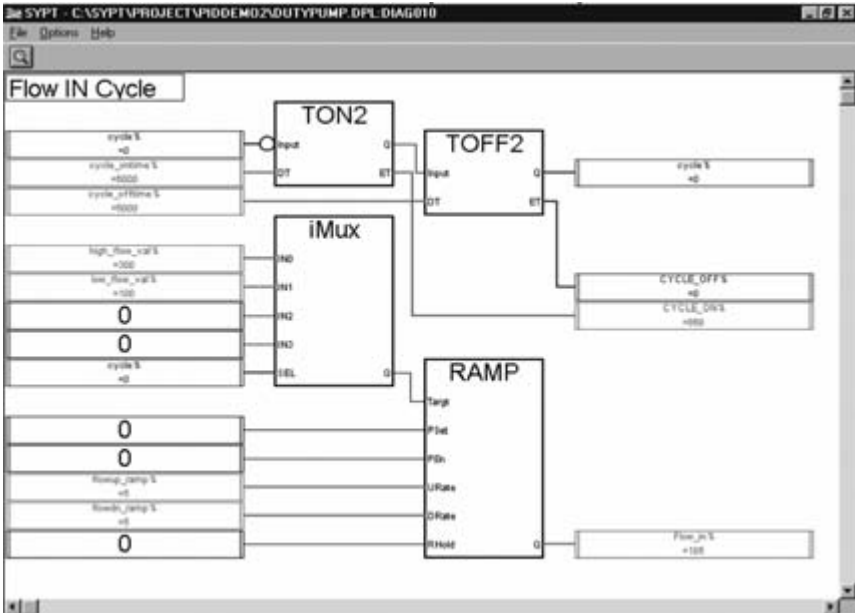 SYPT - C:\SYPT\PROJECT\PIDDEMO2\DUTYPUMP.DPL:DIAG010
File Options Help
Flow IN Cycle
TON2
Input Q
DT ET
TOFF2
Input Q
DT ET
cycle%
=0
cycle_ontime%
=5000
cycle_offtime%
=5000
cycle%
=0
iMux
IN0
IN1
IN2
IN3
SEL Q
high_flow_val%
=300
low_flow_val%
=100
0
0
cycle%
=0
CYCLE_OFF%
=0
CYCLE_ON%
RAMP
Targt
PSet
PEn
URate
DRate
RHold Q
0
0
flowup_ramp%
flowdn_ramp%
0
Flow_in%